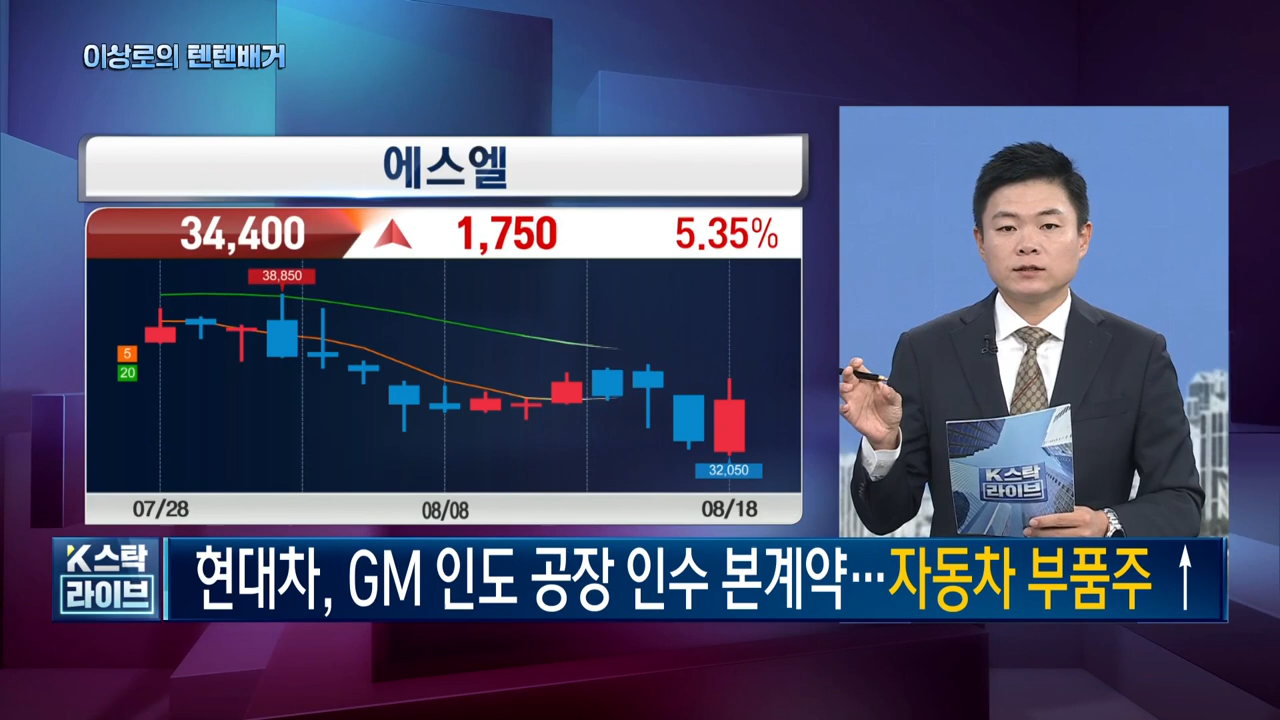 이상로의 텐텐배거
에스엘
34,400 ▲ 1,750 5.35%
38,850
5
20
32,050
07/28 08/08 08/18
K스탁
라이브
K스탁
라이브
현대차, GM 인도 공장 인수 본계약…자동차 부품주 ↑